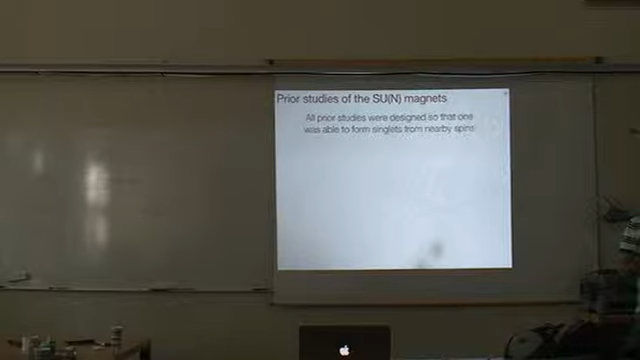 Prior studies of the SU(N) magnets
All prior studies were designed so that one
was able to form singlets from nearby spins